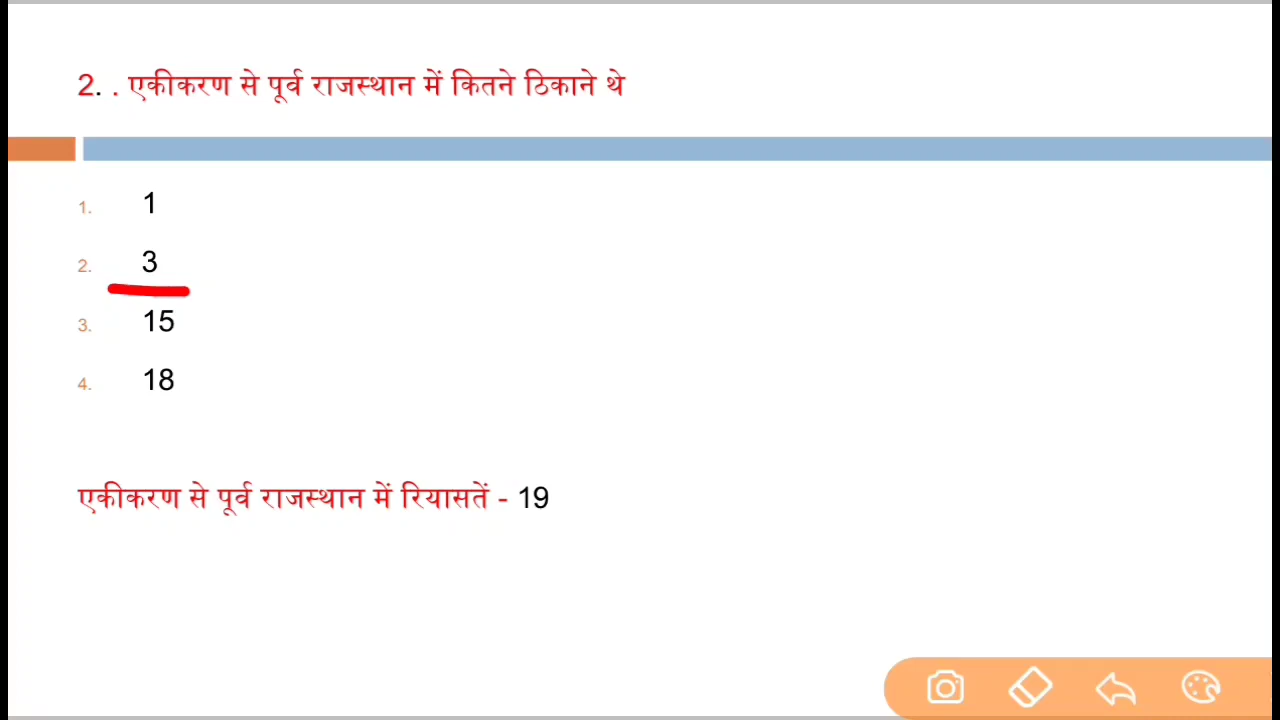 2. . एकीकरण से पूर्व राजस्थान में कितने ठिकाने थे
1. 1
2. 3
3. 15
4. 18
एकीकरण से पूर्व राजस्थान में रियासतें - 19